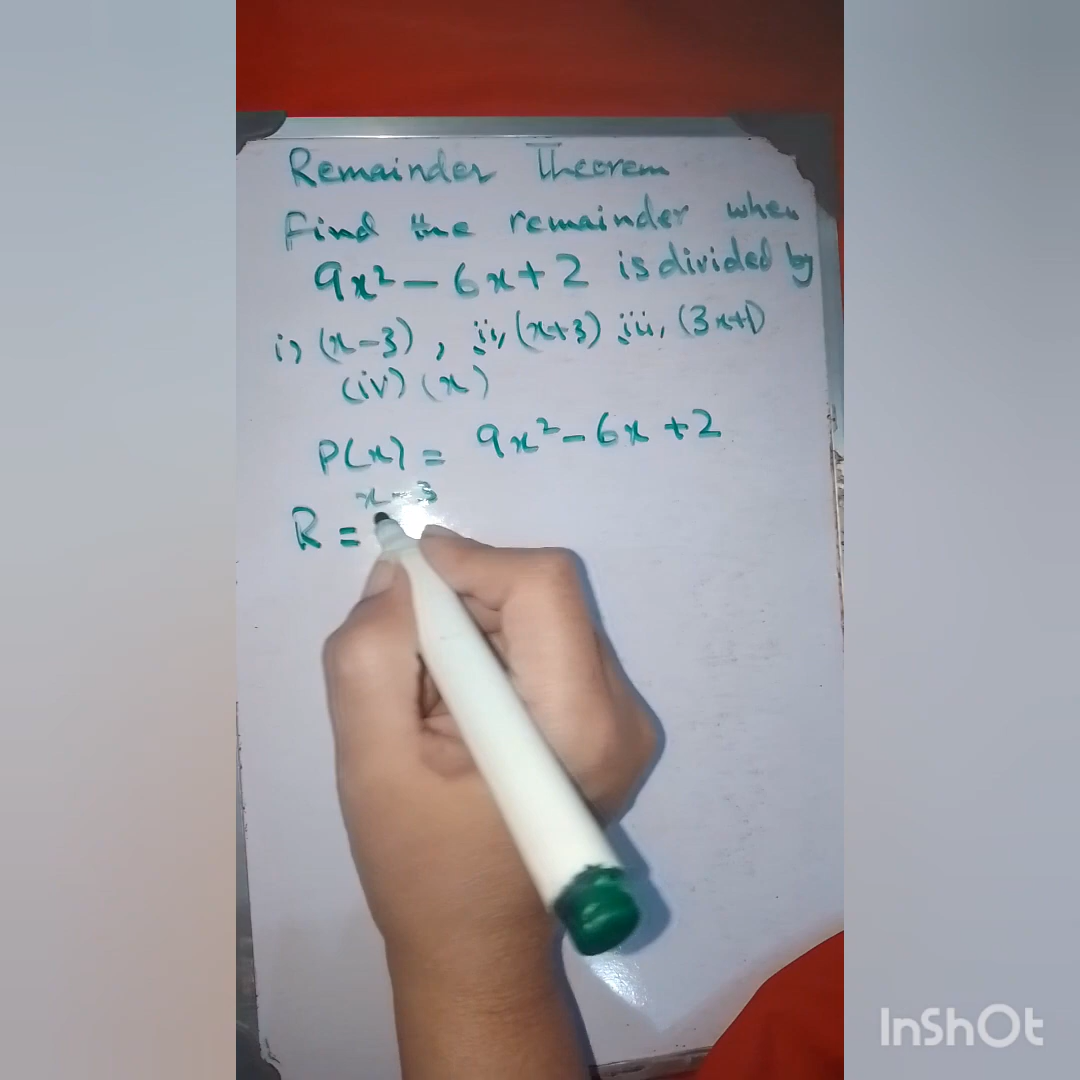 Remainder Theorem
Find the remainder when
9x² - 6x + 2 is divided by
i, (x-3), ii, (x+3) iii, (3x+1)
(iv) (x)
P(x) = 9x² - 6x + 2
x - 3
R =
InShOt